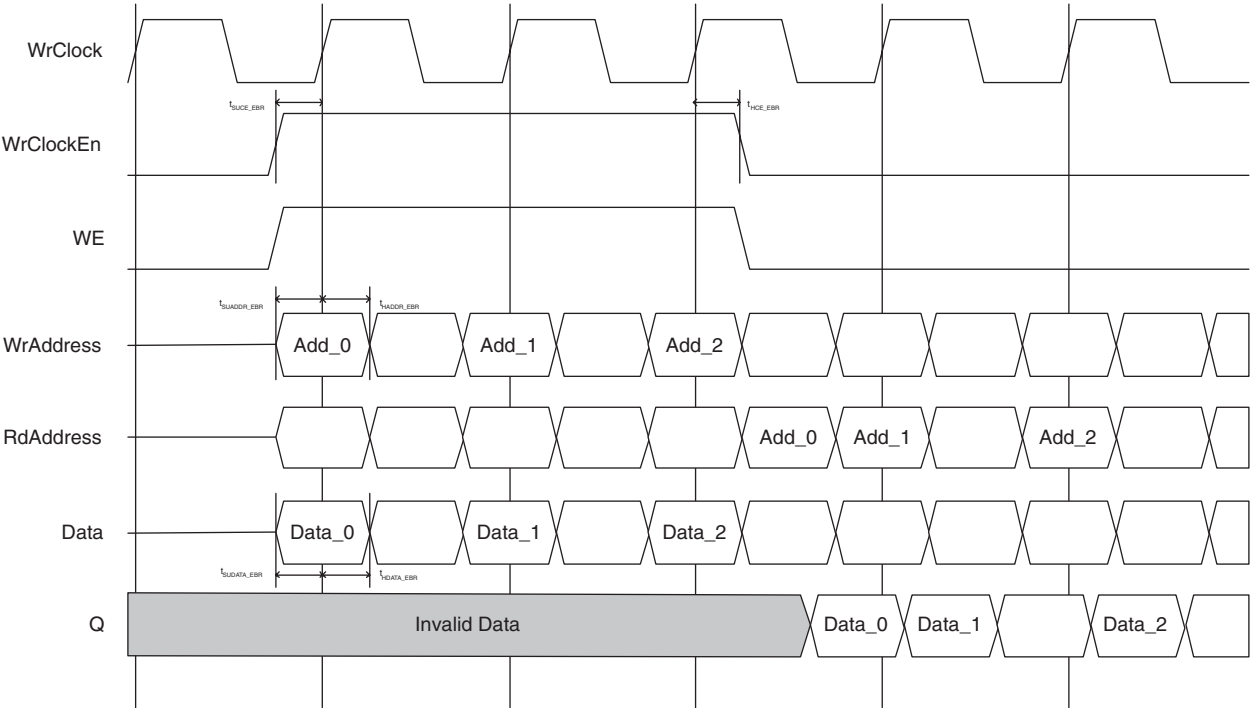 WrClock
tSUCE_EBR tHCE_EBR
WrClockEn
WE
tSUADDR_EBR tHADDR_EBR
WrAddress Add_0 Add_1 Add_2
RdAddress Add_0 Add_1 Add_2
Data Data_0 Data_1 Data_2
tSUDATA_EBR tHDATA_EBR
Q Invalid Data Data_0 Data_1 Data_2